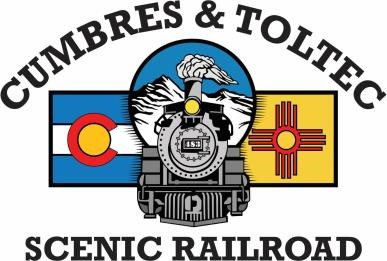 CUMBRES & TOLTEC
483
SCENIC RAILROAD